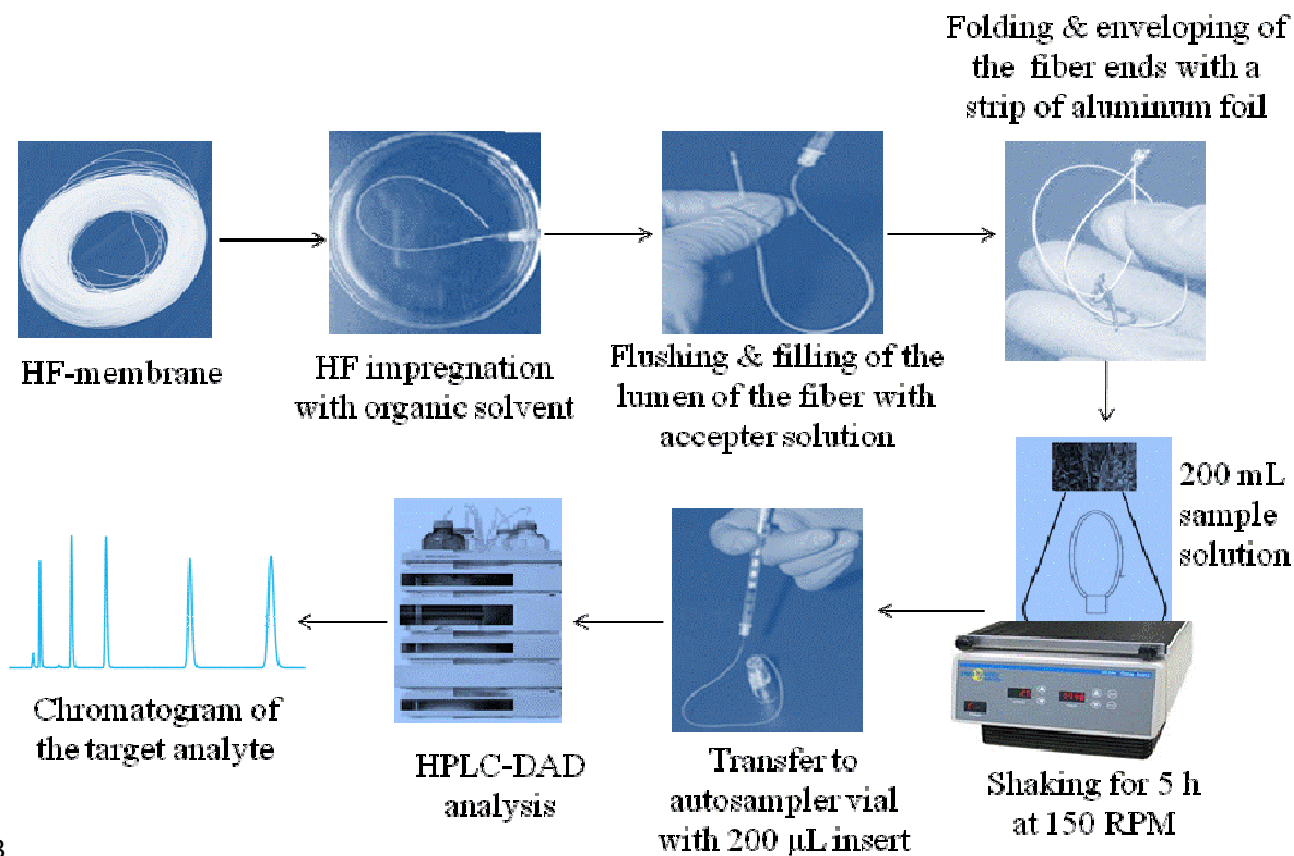 Folding & enveloping of
the fiber ends with a
strip of aluminum foil
HF-membrane
HF impregnation
with organic solvent
Flushing & filling of the
lumen of the fiber with
accepter solution
200 mL
sample
solution
Shaking for 5 h
at 150 RPM
Transfer to
autosampler vial
with 200 µL insert
HPLC-DAD
analysis
Chromatogram of
the target analyte